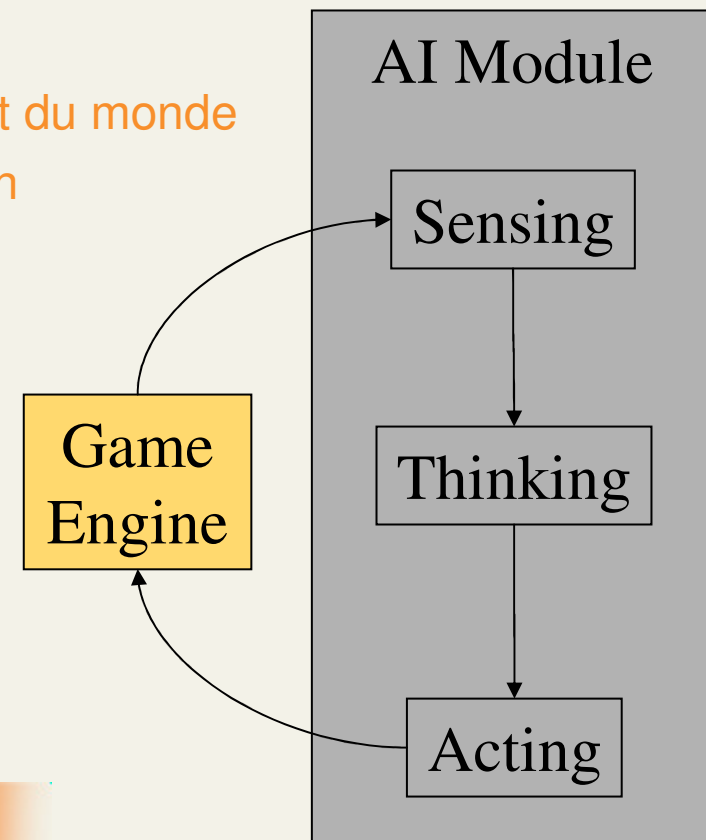 AI Module
t du monde
n
Sensing
Game
Engine
Thinking
Acting